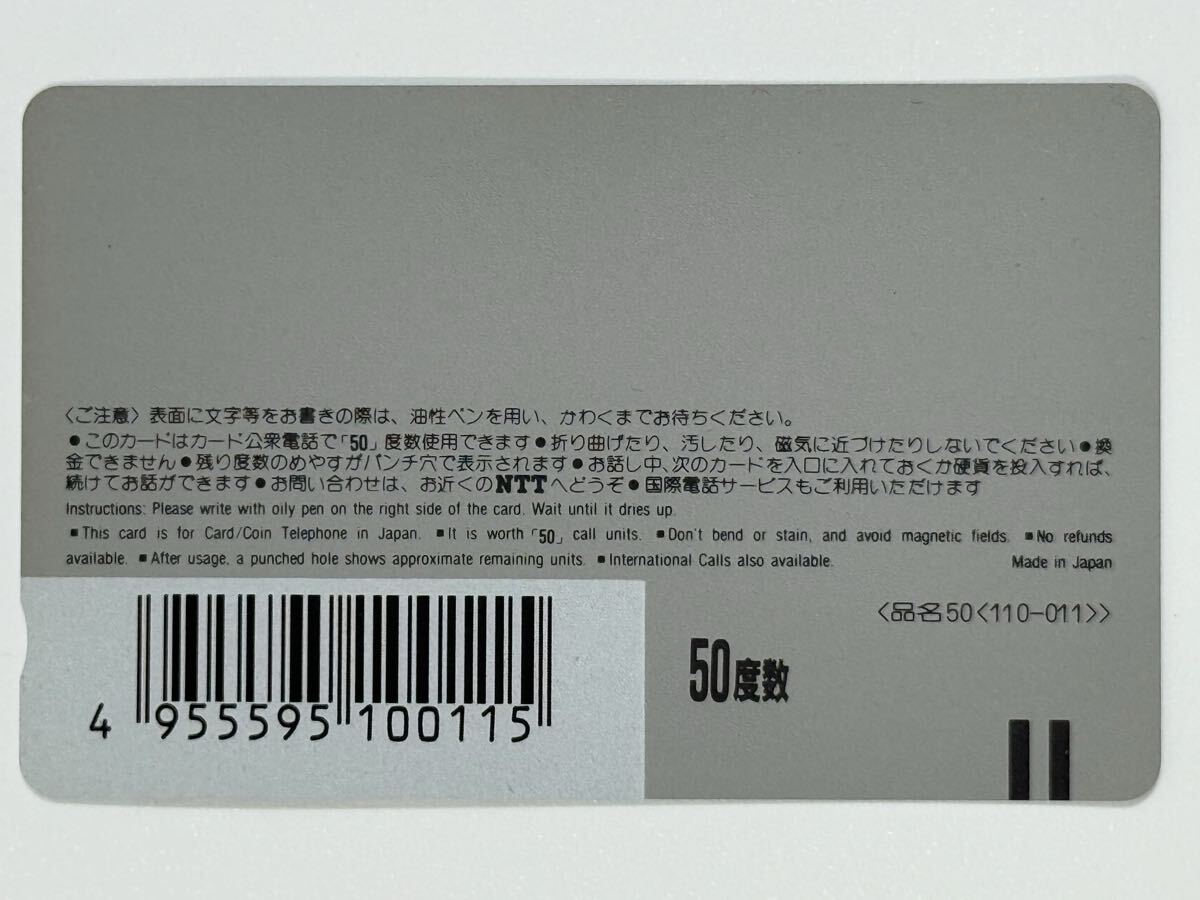 〈ご注意〉表面に文字等をお書きの際は、油性ペンを用い、かわくまでお待ちください。
●このカードはカード公衆電話で「50」度数使用できます●折り曲げたり、汚したり、磁気に近づけたりしないでください●換
金できません●残り度数のめやすがパンチ穴で表示されます●お話し中、次のカードを入口に入れておくか硬貨を投入すれば、
続けてお話ができます●お問い合わせは、お近くのNTTへどうぞ●国際電話サービスもご利用いただけます
Instructions: Please write with oily pen on the right side of the card. Wait until it dries up.
■This card is for Card/Coin Telephone in Japan. ■It is worth「50」call units. ■Don't bend or stain, and avoid magnetic fields. ■No refunds
available. ■After usage, a punched hole shows approximate remaining units. ■International Calls also available. Made in Japan
〈品名50〈110-011〉〉
50度数
4 955595 100115